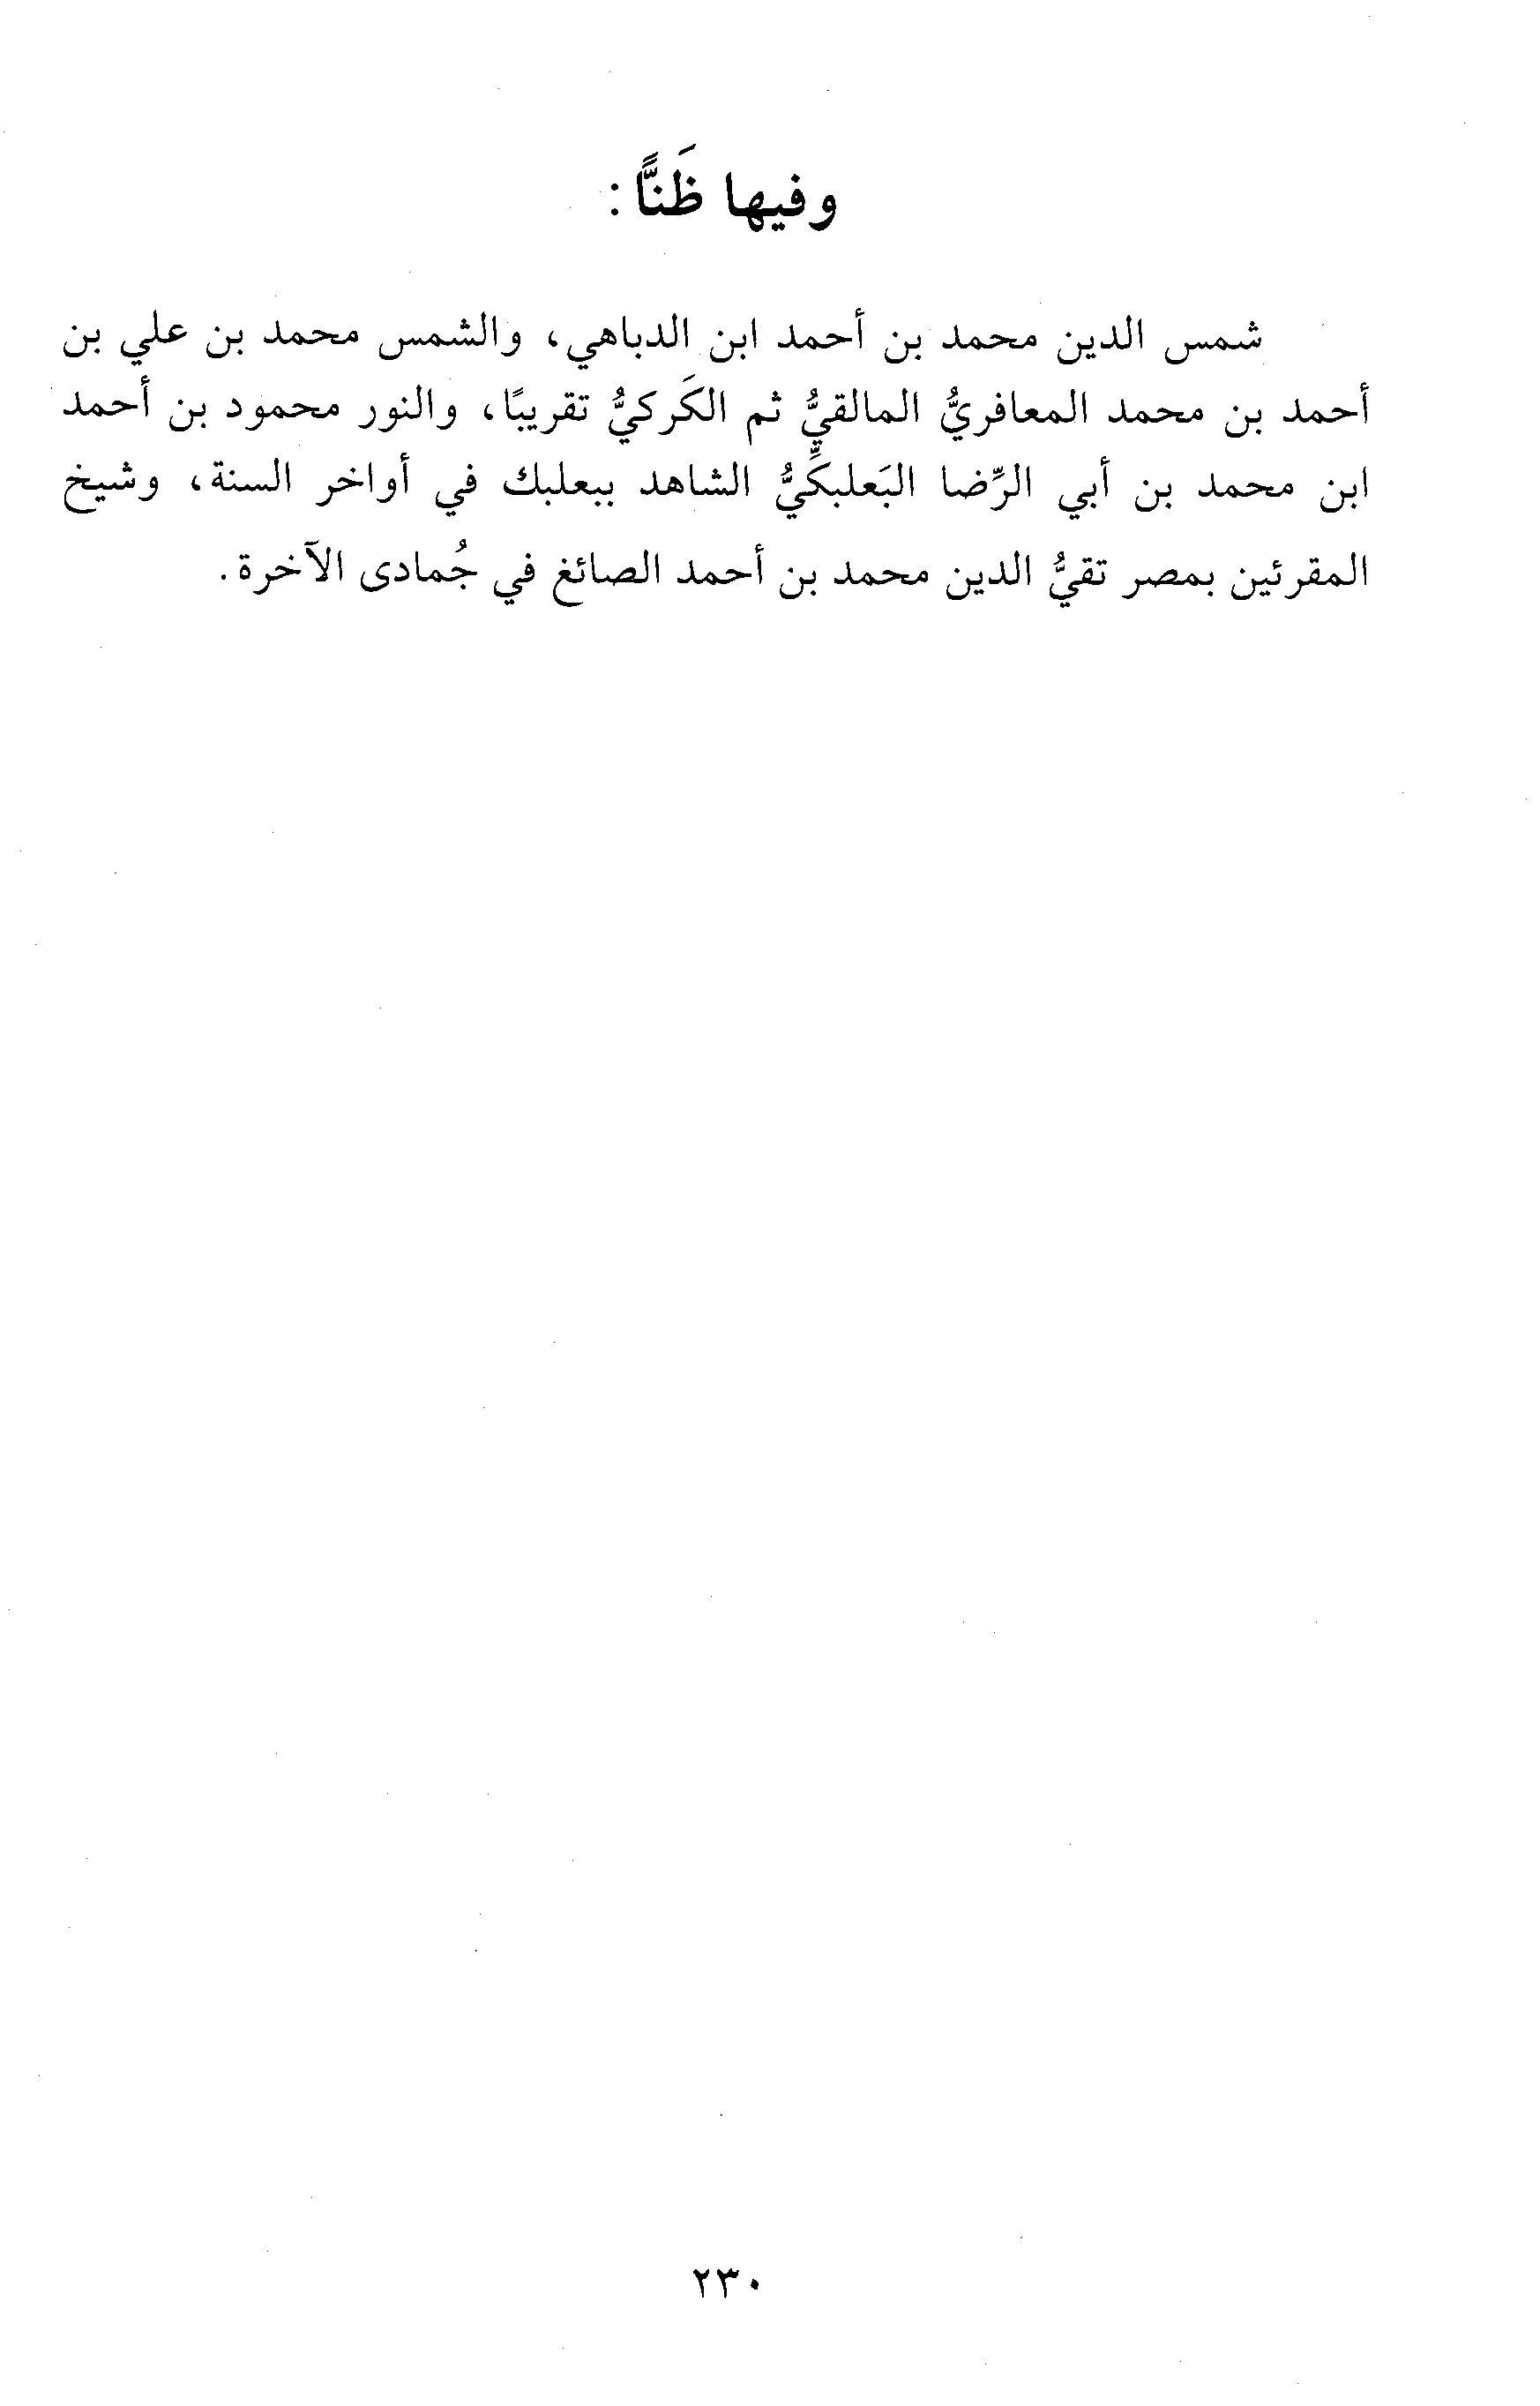 وفيها ظَنًّا:
شمس الدين محمد بن أحمد ابن الدباهي، والشمس محمد بن علي بن
أحمد بن محمد المعافريُّ المالقيُّ ثم الكَركيُّ تقريبًا، والنور محمود بن أحمد
ابن محمد بن أبي الرِّضا البَعلبكِّيُّ الشاهد ببعلبك في أواخر السنة، وشيخ
المقرئين بمصر تقيُّ الدين محمد بن أحمد الصائغ في جُمادى الآخرة.
٢٣٠